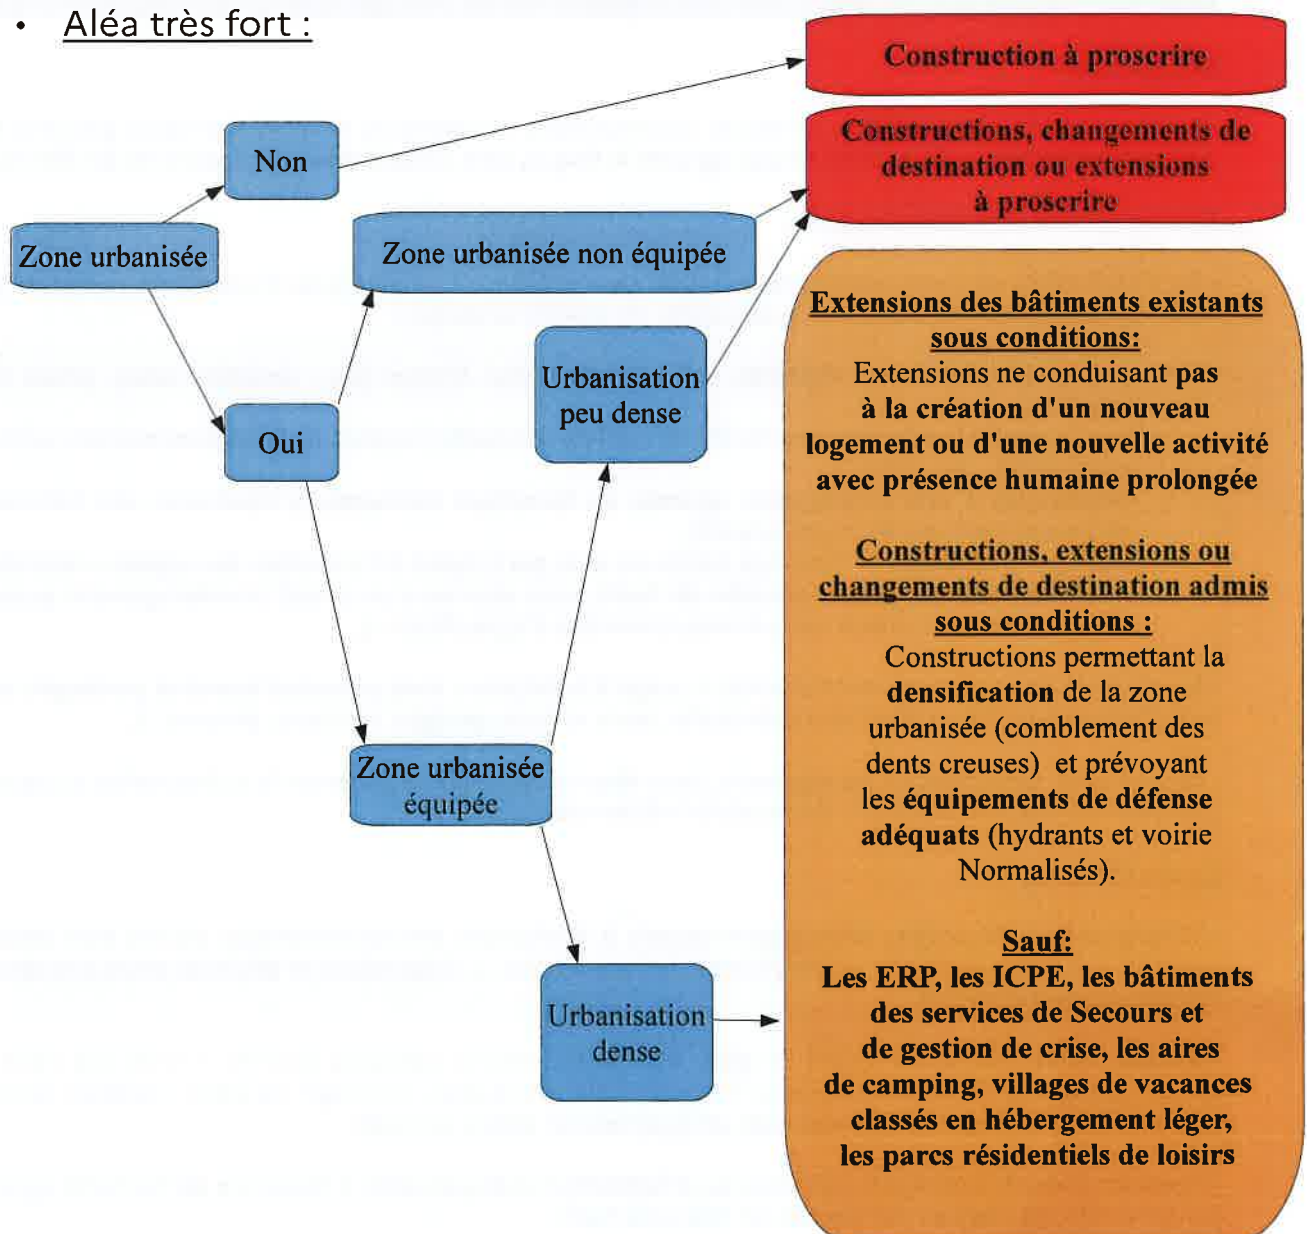 • Aléa très fort :
Construction à proscrire
Constructions, changements de
destination ou extensions
à proscrire
Non
Zone urbanisée
Zone urbanisée non équipée
Oui
Urbanisation
peu dense
Zone urbanisée
équipée
Urbanisation
dense
Extensions des bâtiments existants
sous conditions:
Extensions ne conduisant pas
à la création d'un nouveau
logement ou d'une nouvelle activité
avec présence humaine prolongée
Constructions, extensions ou
changements de destination admis
sous conditions :
Constructions permettant la
densification de la zone
urbanisée (comblement des
dents creuses) et prévoyant
les équipements de défense
adéquats (hydrants et voirie
Normalisés).
Sauf:
Les ERP, les ICPE, les bâtiments
des services de Secours et
de gestion de crise, les aires
de camping, villages de vacances
classés en hébergement léger,
les parcs résidentiels de loisirs